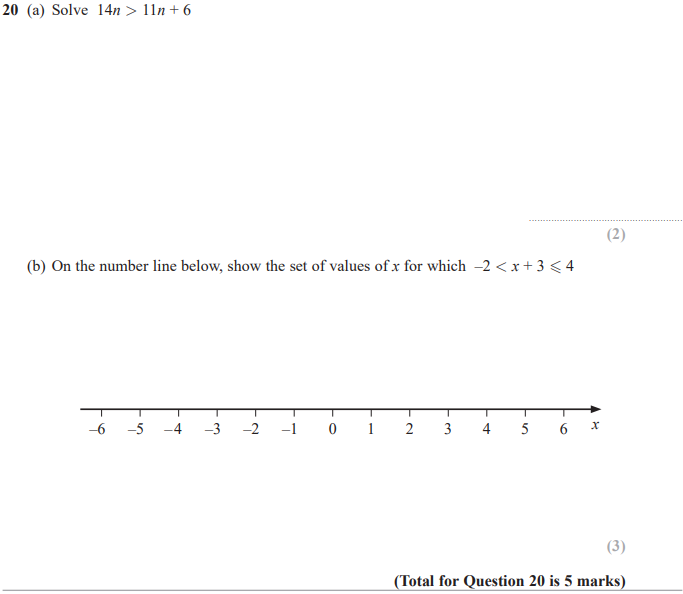 20 (a) Solve 14n > 11n + 6
(2)
(b) On the number line below, show the set of values of x for which –2 < x + 3 ⩽ 4
–6 –5 –4 –3 –2 –1 0 1 2 3 4 5 6 x
(3)
(Total for Question 20 is 5 marks)